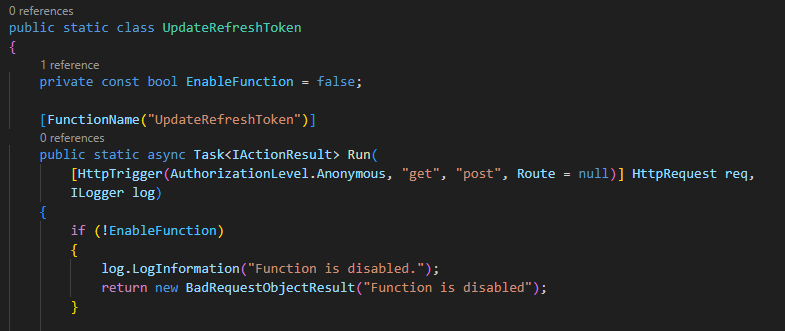 0 references
public static class UpdateRefreshToken
{
1 reference
private const bool EnableFunction = false;
[FunctionName("UpdateRefreshToken")]
0 references
public static async Task<IActionResult> Run(
[HttpTrigger(AuthorizationLevel.Anonymous, "get", "post", Route = null)] HttpRequest req,
ILogger log)
{
if (!EnableFunction)
{
log.LogInformation("Function is disabled.");
return new BadRequestObjectResult("Function is disabled");
}